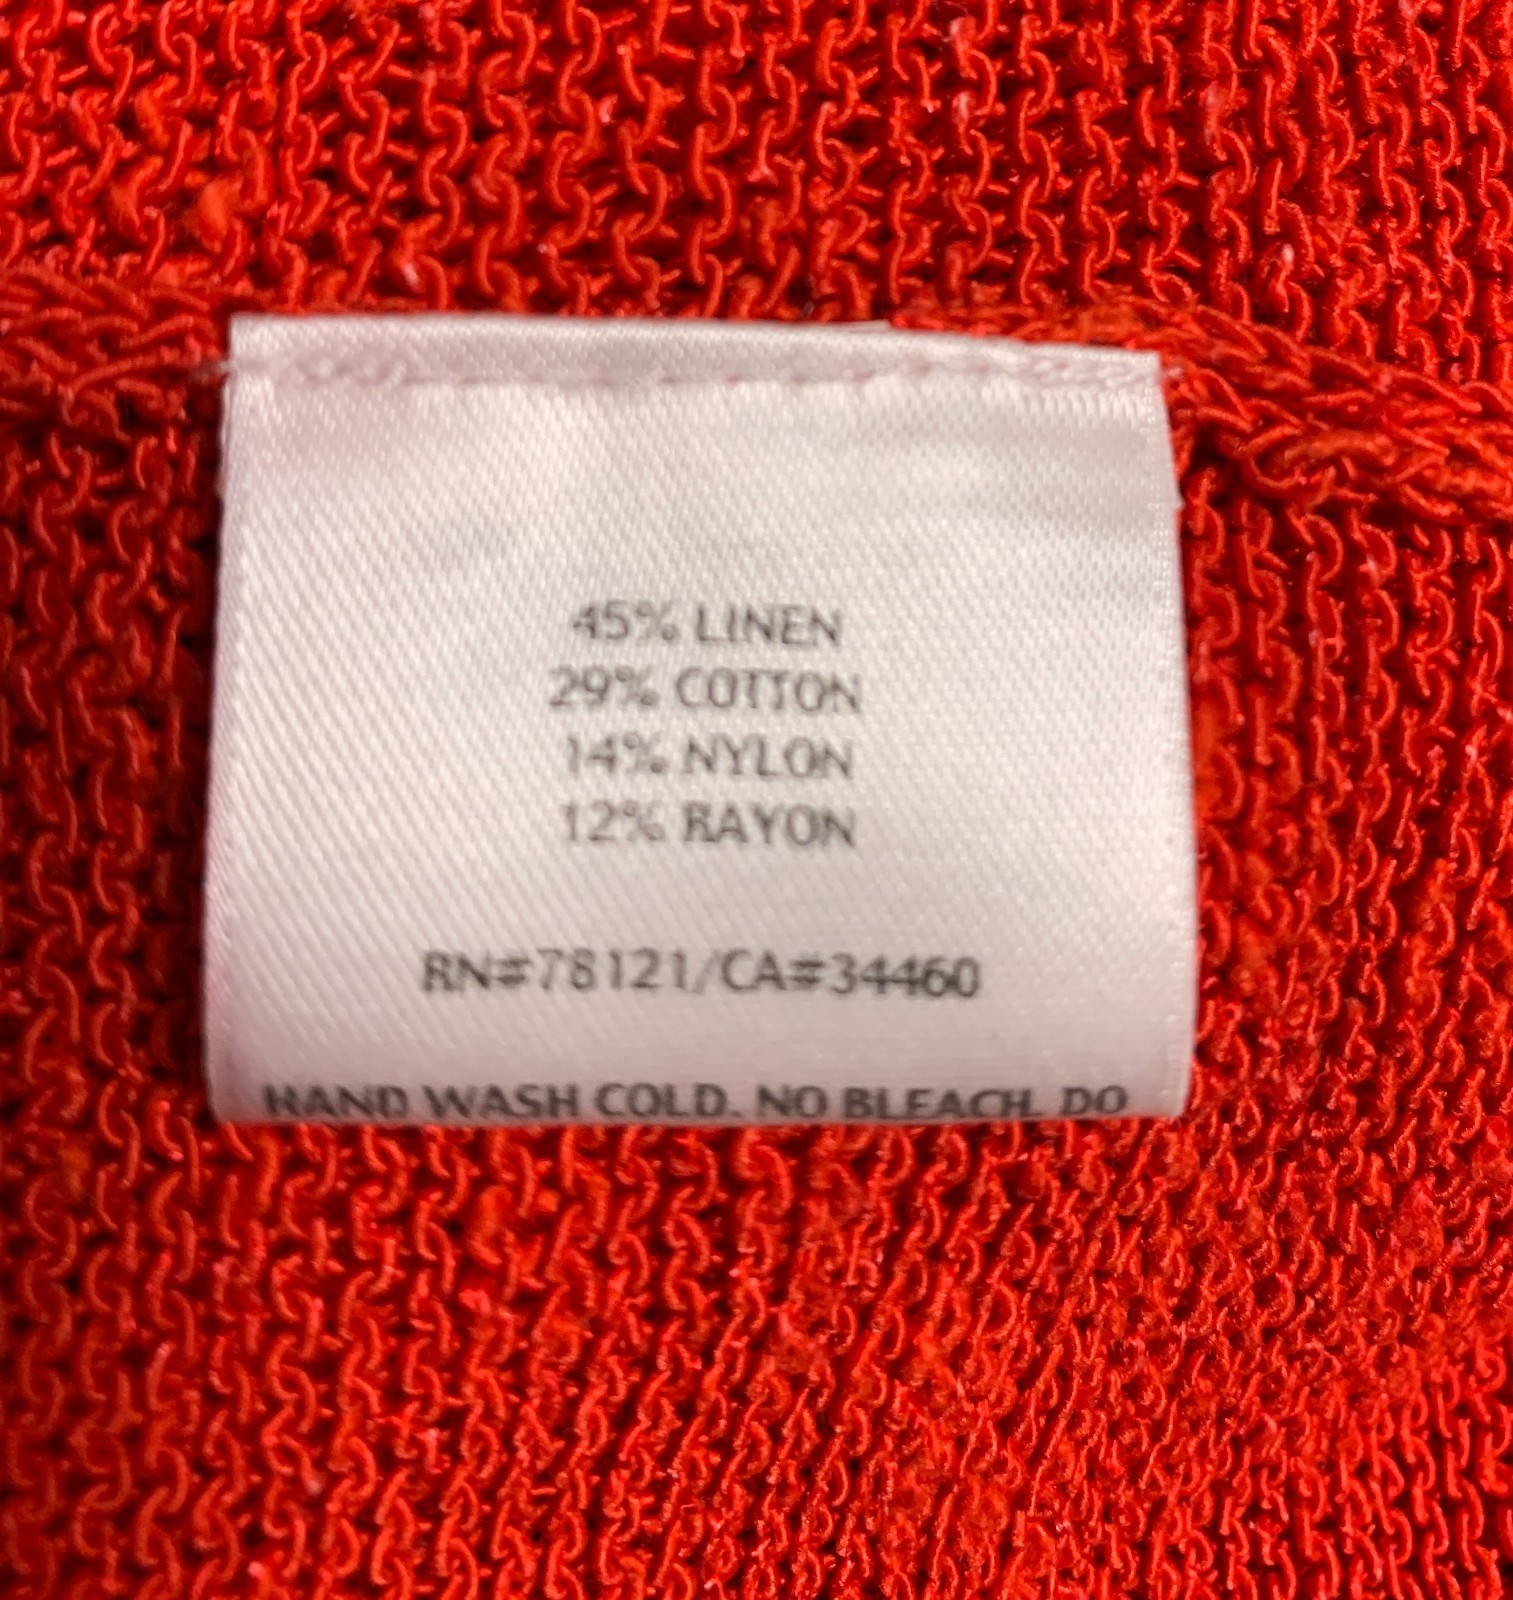 45% LINEN
29% COTTON
14% NYLON
12% RAYON
RN#78121/CA#34460
HAND WASH COLD. NO BLEACH. DO